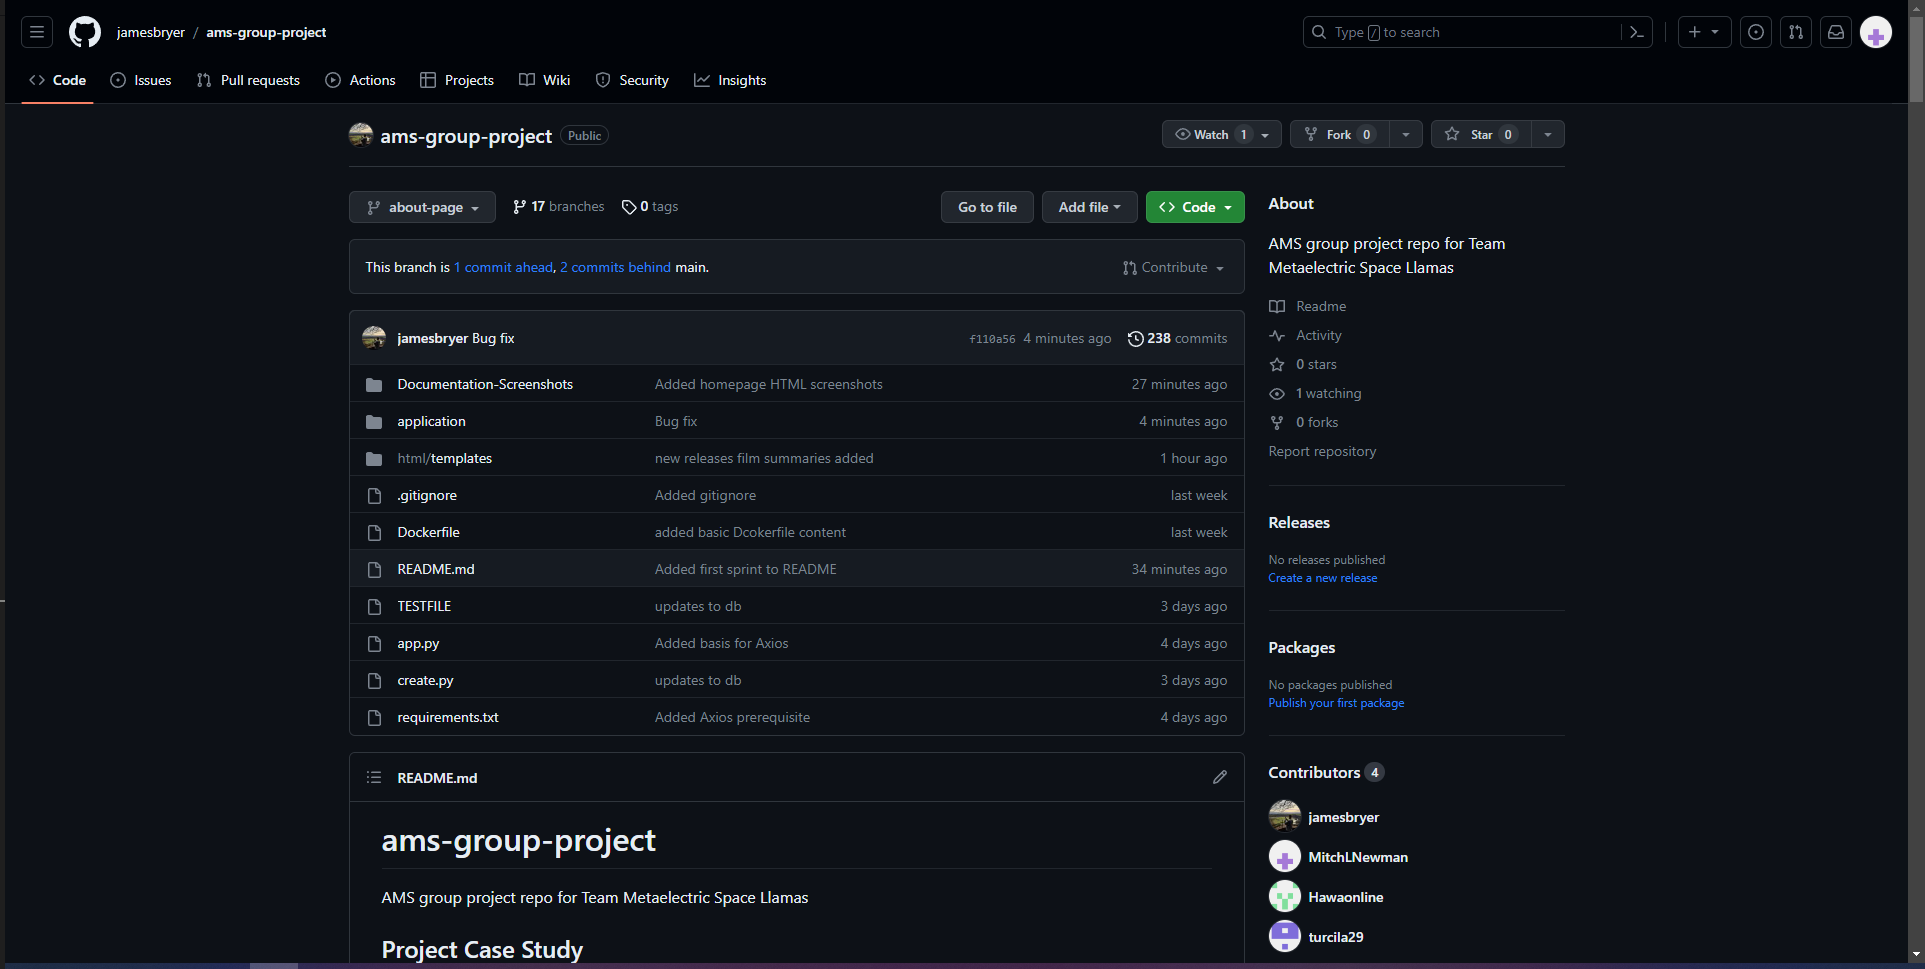 jamesbryer / ams-group-project
Type / to search
Code Issues Pull requests Actions Projects Wiki Security Insights
ams-group-project Public
Watch 1 Fork 0 Star 0
about-page 17 branches 0 tags Go to file Add file Code
This branch is 1 commit ahead, 2 commits behind main. Contribute
jamesbryer Bug fix f110a56 4 minutes ago 238 commits
Documentation-Screenshots Added homepage HTML screenshots 27 minutes ago
application Bug fix 4 minutes ago
html/templates new releases film summaries added 1 hour ago
.gitignore Added gitignore last week
Dockerfile added basic Dcokerfile content last week
README.md Added first sprint to README 34 minutes ago
TESTFILE updates to db 3 days ago
app.py Added basis for Axios 4 days ago
create.py updates to db 3 days ago
requirements.txt Added Axios prerequisite 4 days ago
README.md
ams-group-project
AMS group project repo for Team Metaelectric Space Llamas
Project Case Study
About
AMS group project repo for Team
Metaelectric Space Llamas
Readme
Activity
0 stars
1 watching
0 forks
Report repository
Releases
No releases published
Create a new release
Packages
No packages published
Publish your first package
Contributors 4
jamesbryer
MitchLNewman
Hawaonline
turcila29